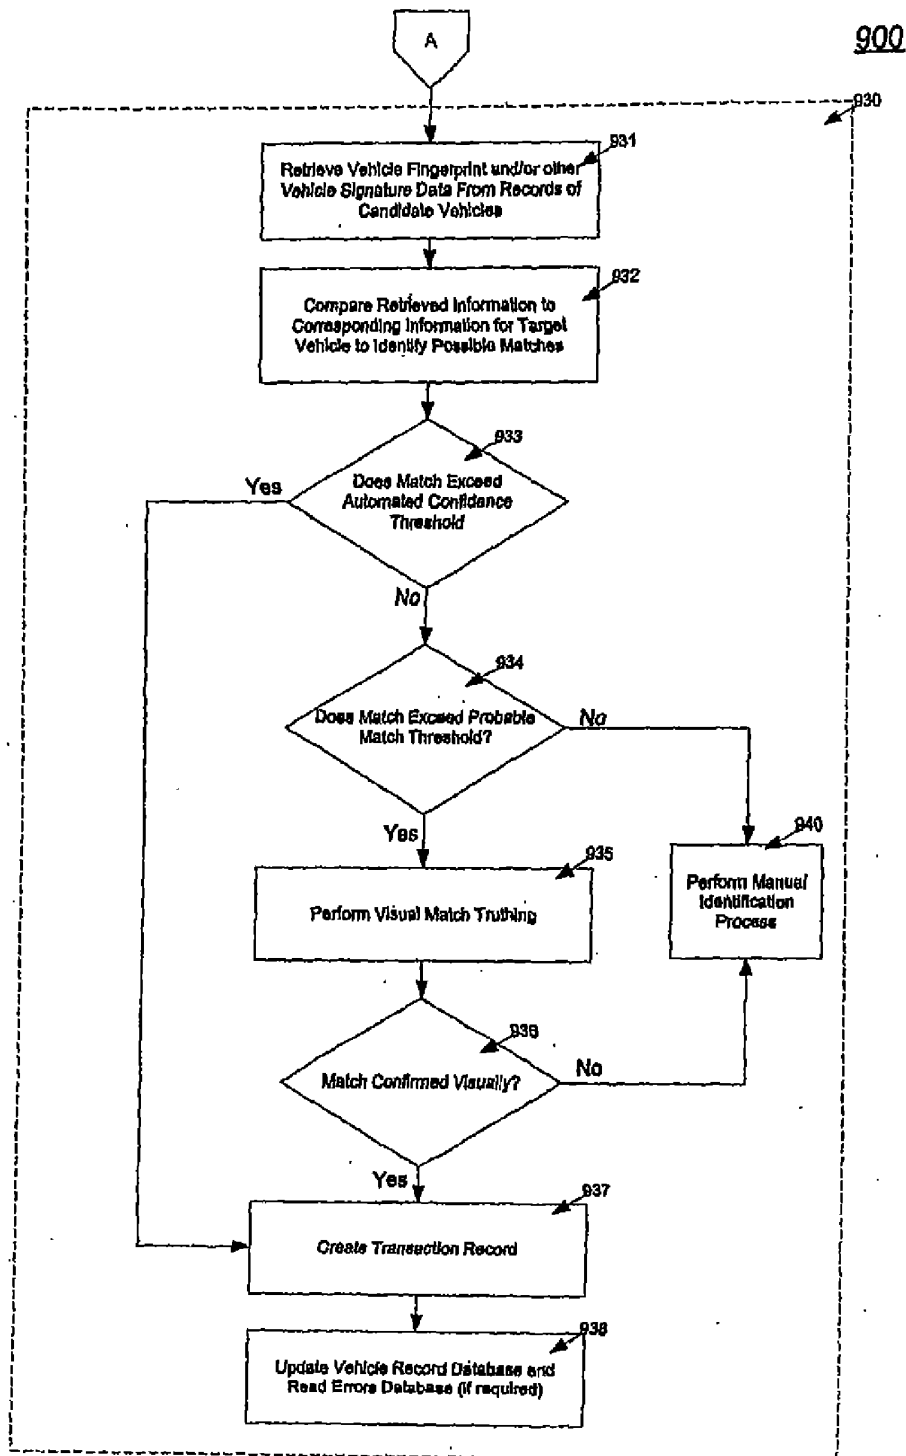 A
900
930
931
Retrieve Vehicle Fingerprint and/or other
Vehicle Signature Data From Records of
Candidate Vehicles
932
Compare Retrieved Information to
Corresponding Information for Target
Vehicle to Identify Possible Matches
933
Does Match Exceed
Automated Confidence
Threshold
Yes
No
934
Does Match Exceed Probable
Match Threshold?
No
Yes
940
Perform Manual
Identification
Process
935
Perform Visual Match Truthing
936
Match Confirmed Visually?
No
Yes
937
Create Transaction Record
938
Update Vehicle Record Database and
Read Errors Database (if required)